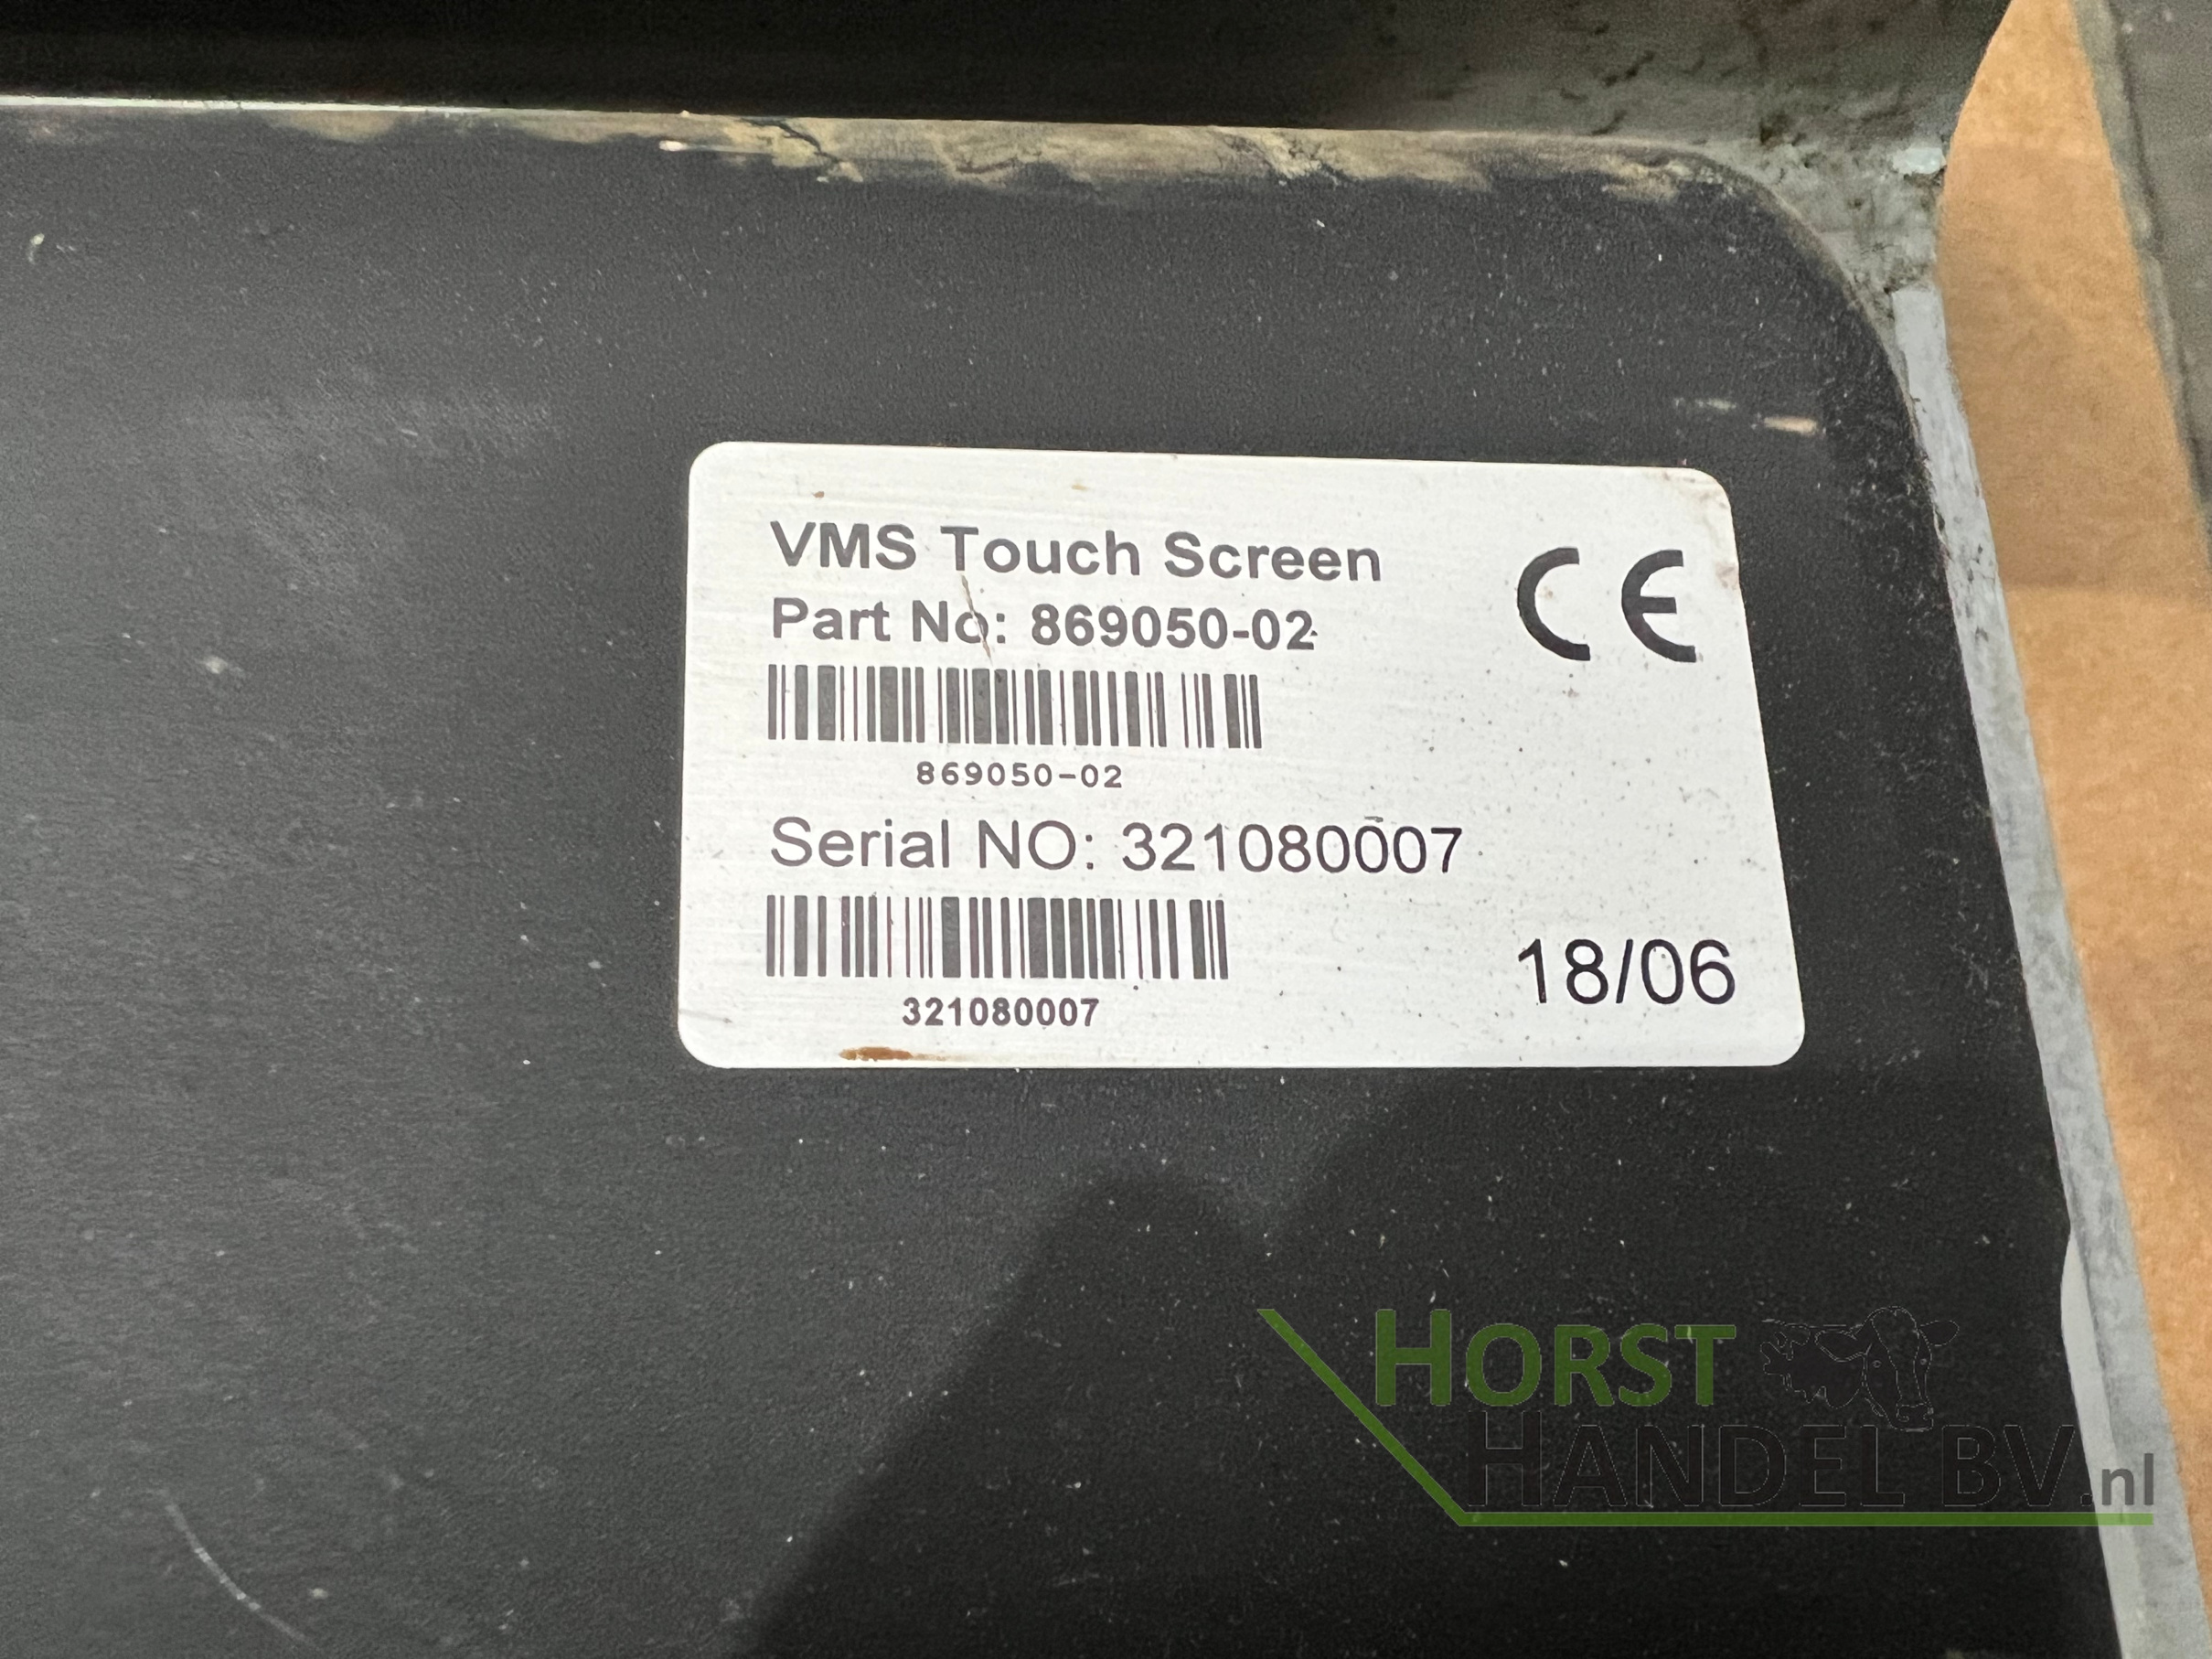 VMS Touch Screen
Part No: 869050-02
CE
869050-02
Serial NO: 321080007
321080007
18/06
HORST
HANDEL BV.nl